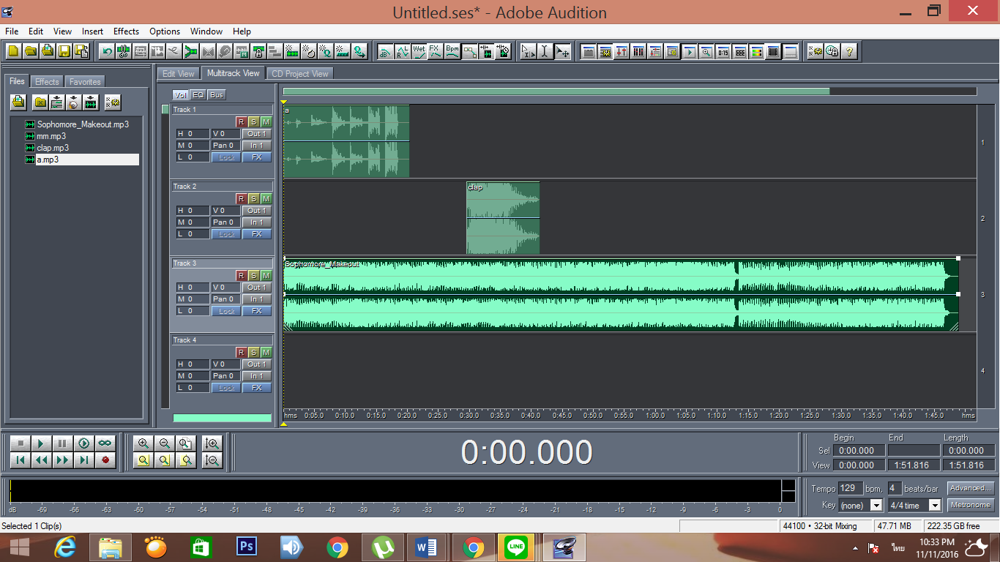 Untitled.ses* - Adobe Audition
File Edit View Insert Effects Options Window Help
Wet FX Bpm
0:15
Edit View Multitrack View CD Project View
Files Effects Favorites
Sophomore_Makeout.mp3
mm.mp3
clap.mp3
a.mp3
Vol EQ Bus
Track 1
R S M
H 0 V 0 Out 1
M 0 Pan 0 In 1
L 0 Lock FX
a
1
Track 2
R S M
H 0 V 0 Out 1
M 0 Pan 0 In 1
L 0 Lock FX
clap
2
Track 3
R S M
H 0 V 0 Out 1
M 0 Pan 0 In 1
L 0 Lock FX
Sophomore_Makeout
3
Track 4
R S M
H 0 V 0 Out 1
M 0 Pan 0 In 1
L 0 Lock FX
4
hms 0:05.0 0:10.0 0:15.0 0:20.0 0:25.0 0:30.0 0:35.0 0:40.0 0:45.0 0:50.0 0:55.0 1:00.0 1:05.0 1:10.0 1:15.0 1:20.0 1:25.0 1:30.0 1:35.0 1:40.0 1:45.0 hms
0:00.000
Begin End Length
Sel 0:00.000 0:00.000
View 0:00.000 1:51.816 1:51.816
dB -69 -66 -63 -60 -57 -54 -51 -48 -45 -42 -39 -36 -33 -30 -27 -24 -21 -18 -15 -12 -9 -6 -3 0
Tempo 129 bpm, 4 beats/bar Advanced...
Key (none) 4/4 time Metronome
Selected 1 Clip(s)
44100 • 32-bit Mixing 47.71 MB 222.35 GB free
Ps
W
LINE
ไทย
10:33 PM
11/11/2016